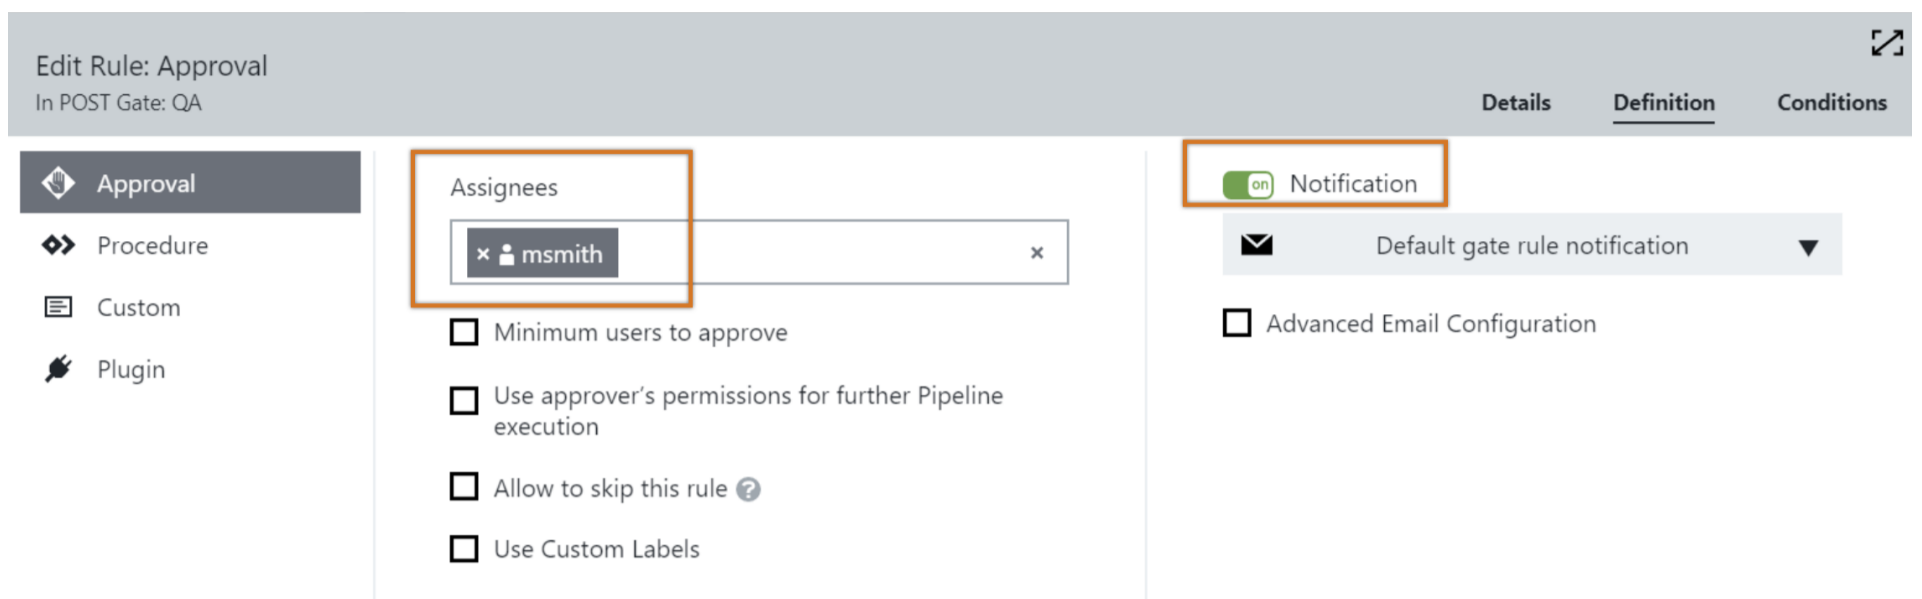 Edit Rule: Approval
In POST Gate: QA
Details Definition Conditions
Approval
Procedure
Custom
Plugin
Assignees
× msmith ×
Minimum users to approve
Use approver’s permissions for further Pipeline
execution
Allow to skip this rule ?
Use Custom Labels
on Notification
Default gate rule notification
Advanced Email Configuration